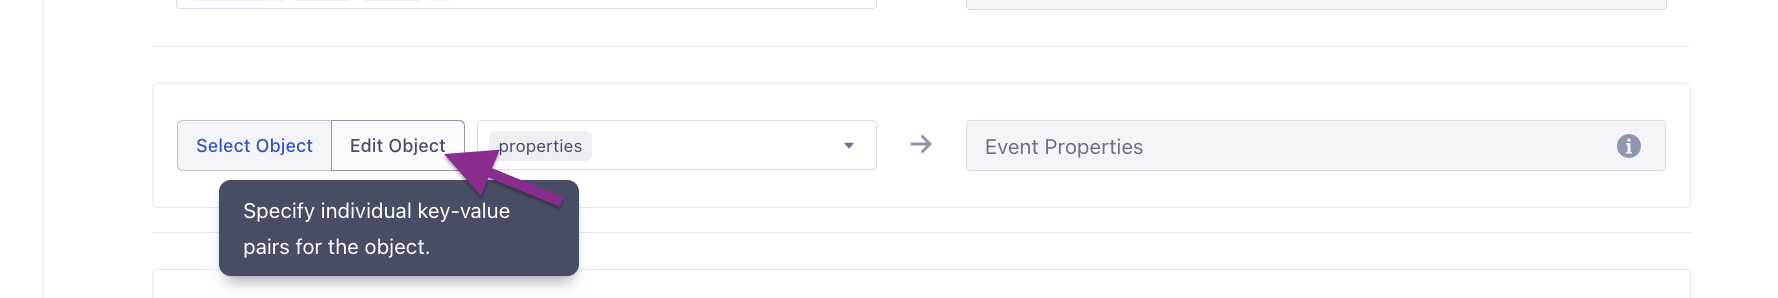 Select Object
Edit Object
properties
Event Properties
i
Specify individual key-value
pairs for the object.